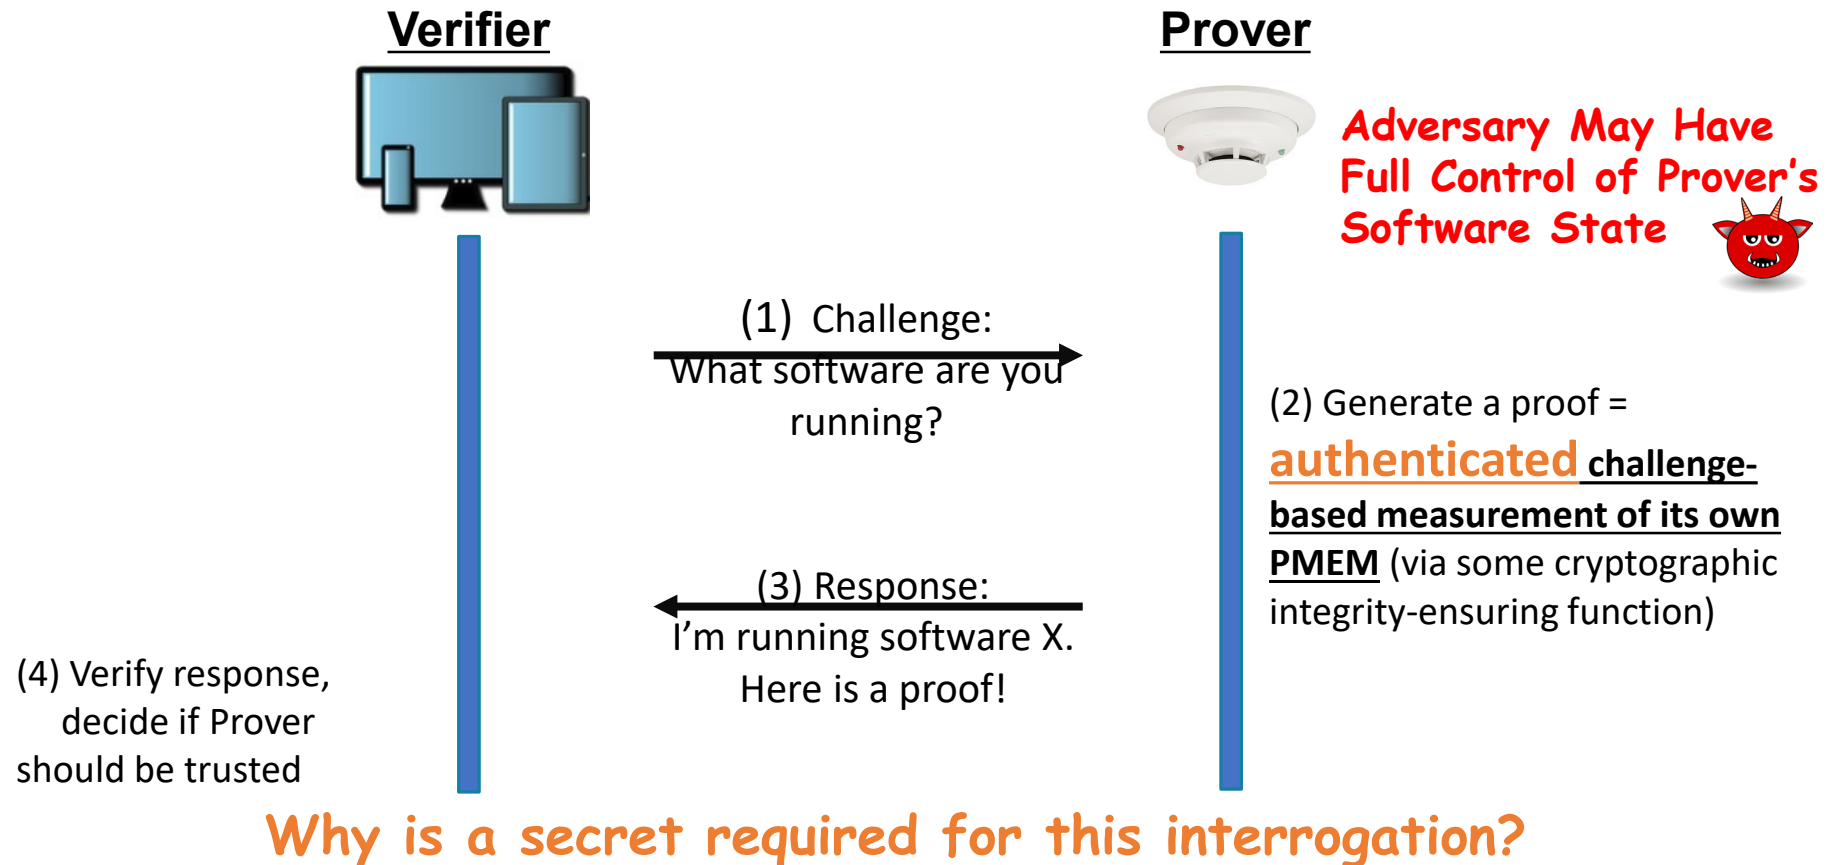 Verifier
Prover
Adversary May Have
Full Control of Prover's
Software State
(1) Challenge:
What software are you
running?
(2) Generate a proof =
authenticated challenge-
based measurement of its own
PMEM (via some cryptographic
integrity-ensuring function)
(3) Response:
I'm running software X.
Here is a proof!
(4) Verify response,
decide if Prover
should be trusted
Why is a secret required for this interrogation?